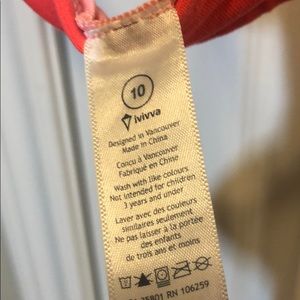 10
ivivva
Designed in Vancouver
Made in China
Conçu à Vancouver
Fabriqué en Chine
Wash with like colours
Not intended for children
3 years and under
Laver avec des couleurs
similaires seulement
Ne pas laisser à la portée
des enfants
de trois ans et moins
35801 RN 106259